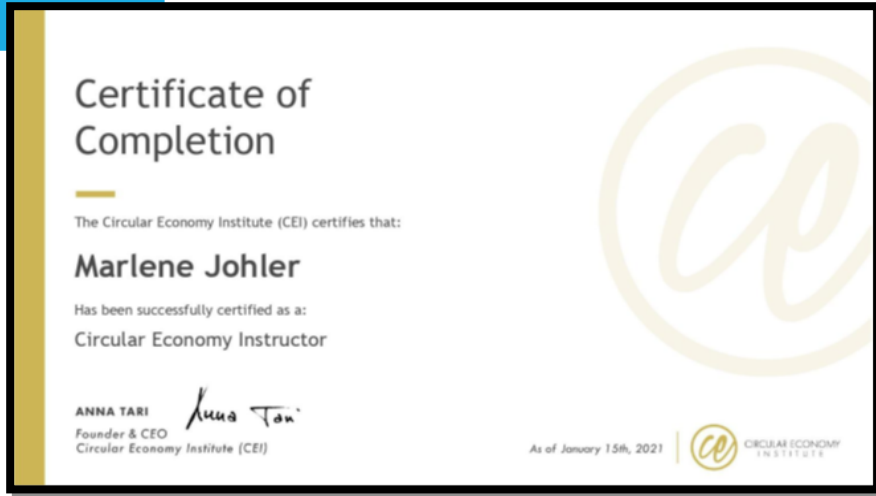 Certificate of
Completion
The Circular Economy Institute (CEI) certifies that:
Marlene Johler
Has been successfully certified as a:
Circular Economy Instructor
ANNA TARI
Anna Tari
Founder & CEO
Circular Economy Institute (CEI)
As of January 15th, 2021
ce
CIRCULAR ECONOMY
INSTITUTE
ce